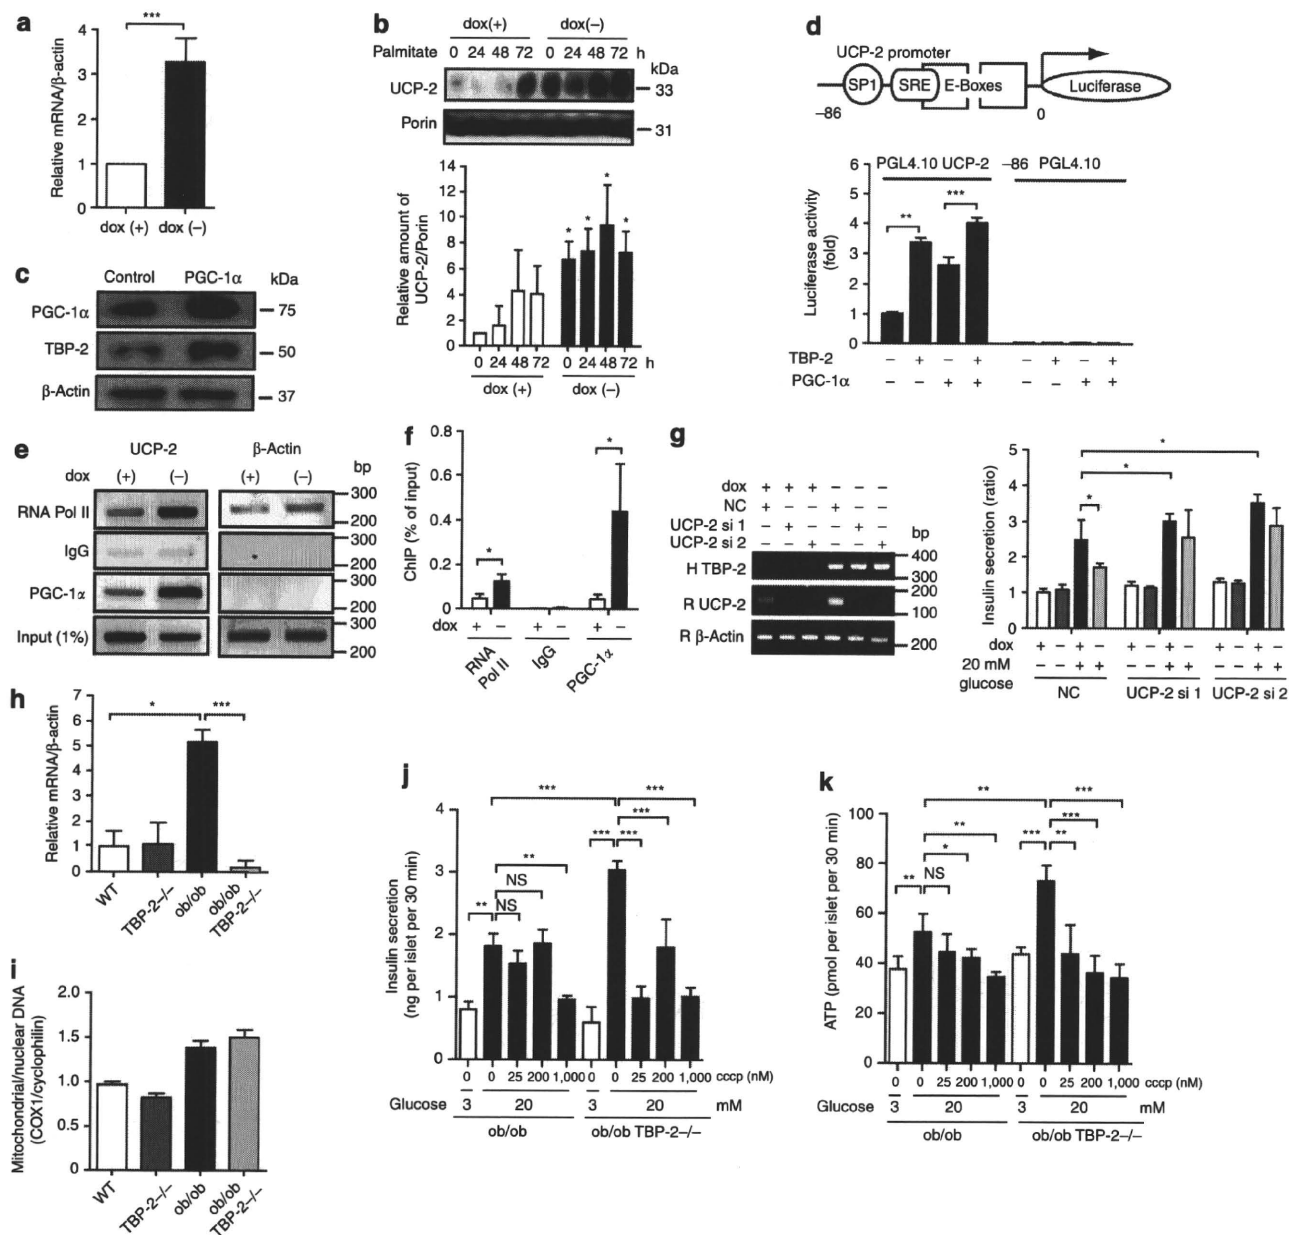 a
***
Relative mRNA/β-actin
4
3
2
1
0
dox (+)
dox (–)
b
dox(+)
dox(–)
Palmitate 0 24 48 72 0 24 48 72 h
kDa
UCP-2
33
Porin
31
Relative amount of
UCP-2/Porin
14
12
10
8
6
4
2
0
* * * *
0 24 48 72 0 24 48 72 h
dox (+)
dox (–)
c
Control PGC-1α kDa
PGC-1α
75
TBP-2
50
β-Actin
37
d
UCP-2 promoter
SP1
SRE
E-Boxes
Luciferase
–86
0
PGL4.10 UCP-2 –86 PGL4.10
Luciferase activity
(fold)
6
5
4
3
2
1
0
**
***
TBP-2 – + – + – + – +
PGC-1α – – + + – – + +
e
UCP-2
β-Actin
dox (+) (–) (+) (–) bp
RNA Pol II
300
200
IgG
300
200
PGC-1α
300
200
Input (1%)
300
200
f
ChIP (% of input)
0.8
0.6
0.4
0.2
0
*
*
dox + – + – + –
RNA
Pol II
IgG
PGC-1α
g
dox + + + – – –
NC + – – + – –
UCP-2 si 1 – + – – + –
UCP-2 si 2 – – + – – +
bp
H TBP-2
400
300
R UCP-2
200
100
R β-Actin
200
Insulin secretion (ratio)
5
4
3
2
1
0
*
*
*
dox + – + – + – + – + – + –
20 mM – – + + – – + + – – + +
glucose
NC
UCP-2 si 1
UCP-2 si 2
h
Relative mRNA/β-actin
7
6
5
4
3
2
1
0
*
***
WT
TBP-2–/–
ob/ob
ob/ob
TBP-2–/–
i
Mitochondrial/nuclear DNA
(COX1/cyclophilin)
2.0
1.5
1.0
0.5
0
WT
TBP-2–/–
ob/ob
ob/ob
TBP-2–/–
j
Insulin secretion
(ng per islet per 30 min)
4
3
2
1
0
***
***
***
***
***
**
NS
NS
**
0 0 25 200 1,000 0 0 25 200 1,000 cccp (nM)
Glucose 3 20 3 20 mM
ob/ob
ob/ob TBP-2–/–
k
ATP (pmol per islet per 30 min)
100
80
60
40
20
0
**
***
***
**
***
**
*
NS
**
0 0 25 200 1,000 0 0 25 200 1,000 cccp (nM)
Glucose 3 20 3 20 mM
ob/ob
ob/ob TBP-2–/–